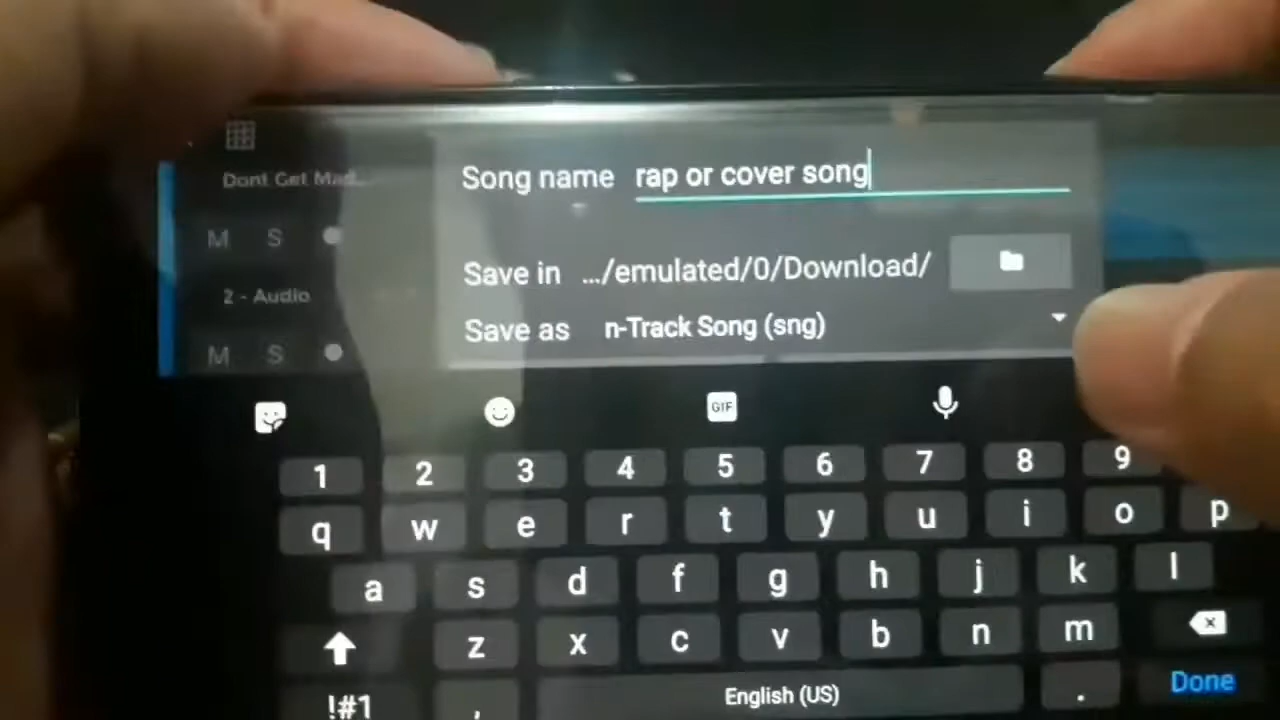 Dont Get Mad...
M S
2 - Audio
M S
Song name rap or cover song
Save in .../emulated/0/Download/
Save as n-Track Song (sng)
GIF
1 2 3 4 5 6 7 8 9
q w e r t y u i o p
a s d f g h j k l
z x c v b n m
!#1 , English (US) . Done